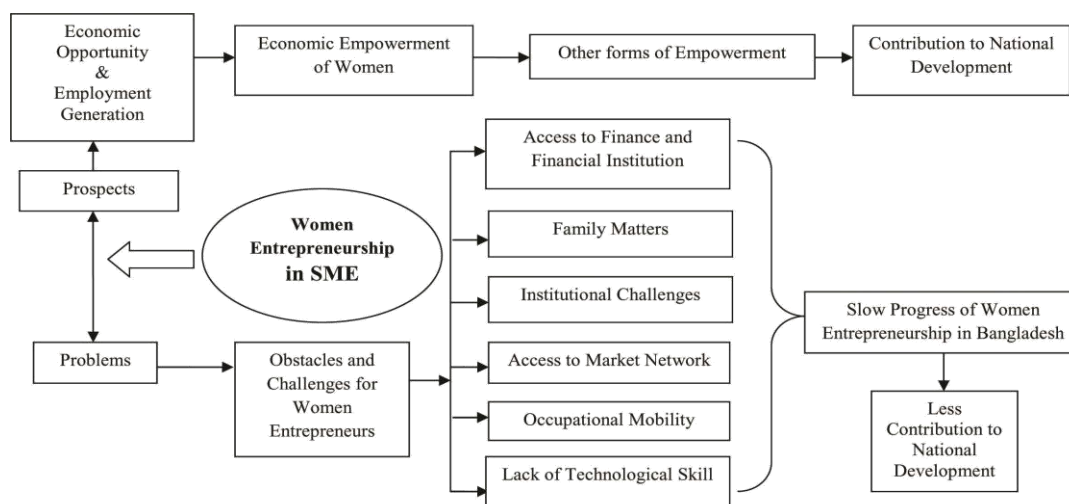 Economic
Opportunity
&
Employment
Generation
Economic Empowerment
of Women
Other forms of Empowerment
Contribution to National
Development
Prospects
Women
Entrepreneurship
in SME
Problems
Obstacles and
Challenges for
Women
Entrepreneurs
Access to Finance and
Financial Institution
Family Matters
Institutional Challenges
Access to Market Network
Occupational Mobility
Lack of Technological Skill
Slow Progress of Women
Entrepreneurship in Bangladesh
Less
Contribution to
National
Development